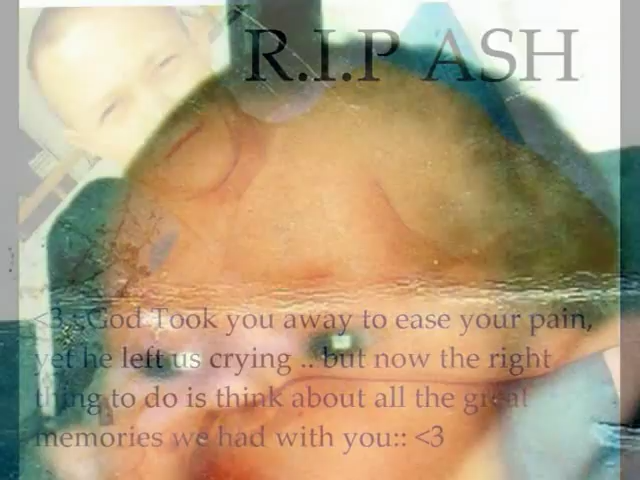 R.I.P ASH
<3 ::God Took you away to ease your pain,
yet he left us crying .. but now the right
thing to do is think about all the great
memories we had with you:: <3